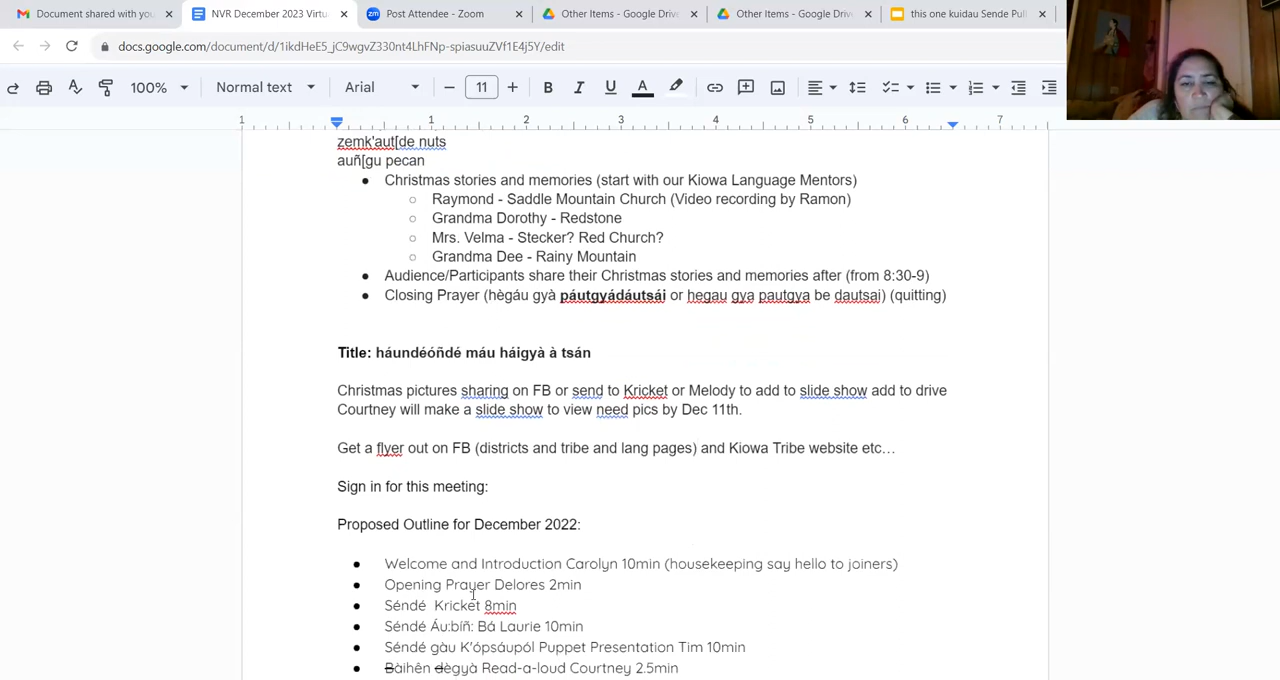 Document shared with you
NVR December 2023 Virtu
Post Attendee - Zoom
Other Items - Google Driv
Other Items - Google Driv
this one kuidau Sende Pul
docs.google.com/document/d/1ikdHeE5_jC9wgvZ330nt4LhFNp-spiasuuZVf1E4j5Y/edit
100% Normal text Arial 11 B I U A
1 1 2 3 4 5 6 7
zemk'aut[de nuts
auñ[gu pecan
Christmas stories and memories (start with our Kiowa Language Mentors)
Raymond - Saddle Mountain Church (Video recording by Ramon)
Grandma Dorothy - Redstone
Mrs. Velma - Stecker? Red Church?
Grandma Dee - Rainy Mountain
Audience/Participants share their Christmas stories and memories after (from 8:30-9)
Closing Prayer (hègáu gyà páutgyádáutsái or hegau gya pautgya be dautsai) (quitting)
Title: háundéóñdé máu háigyà à tsán
Christmas pictures sharing on FB or send to Kricket or Melody to add to slide show add to drive
Courtney will make a slide show to view need pics by Dec 11th.
Get a flyer out on FB (districts and tribe and lang pages) and Kiowa Tribe website etc…
Sign in for this meeting:
Proposed Outline for December 2022:
Welcome and Introduction Carolyn 10min (housekeeping say hello to joiners)
Opening Prayer Delores 2min
Séndé Kricket 8min
Séndé Áu:bíñ: Bá Laurie 10min
Séndé gàu K'ópsáupól Puppet Presentation Tim 10min
Bàihên dègyà Read-a-loud Courtney 2.5min